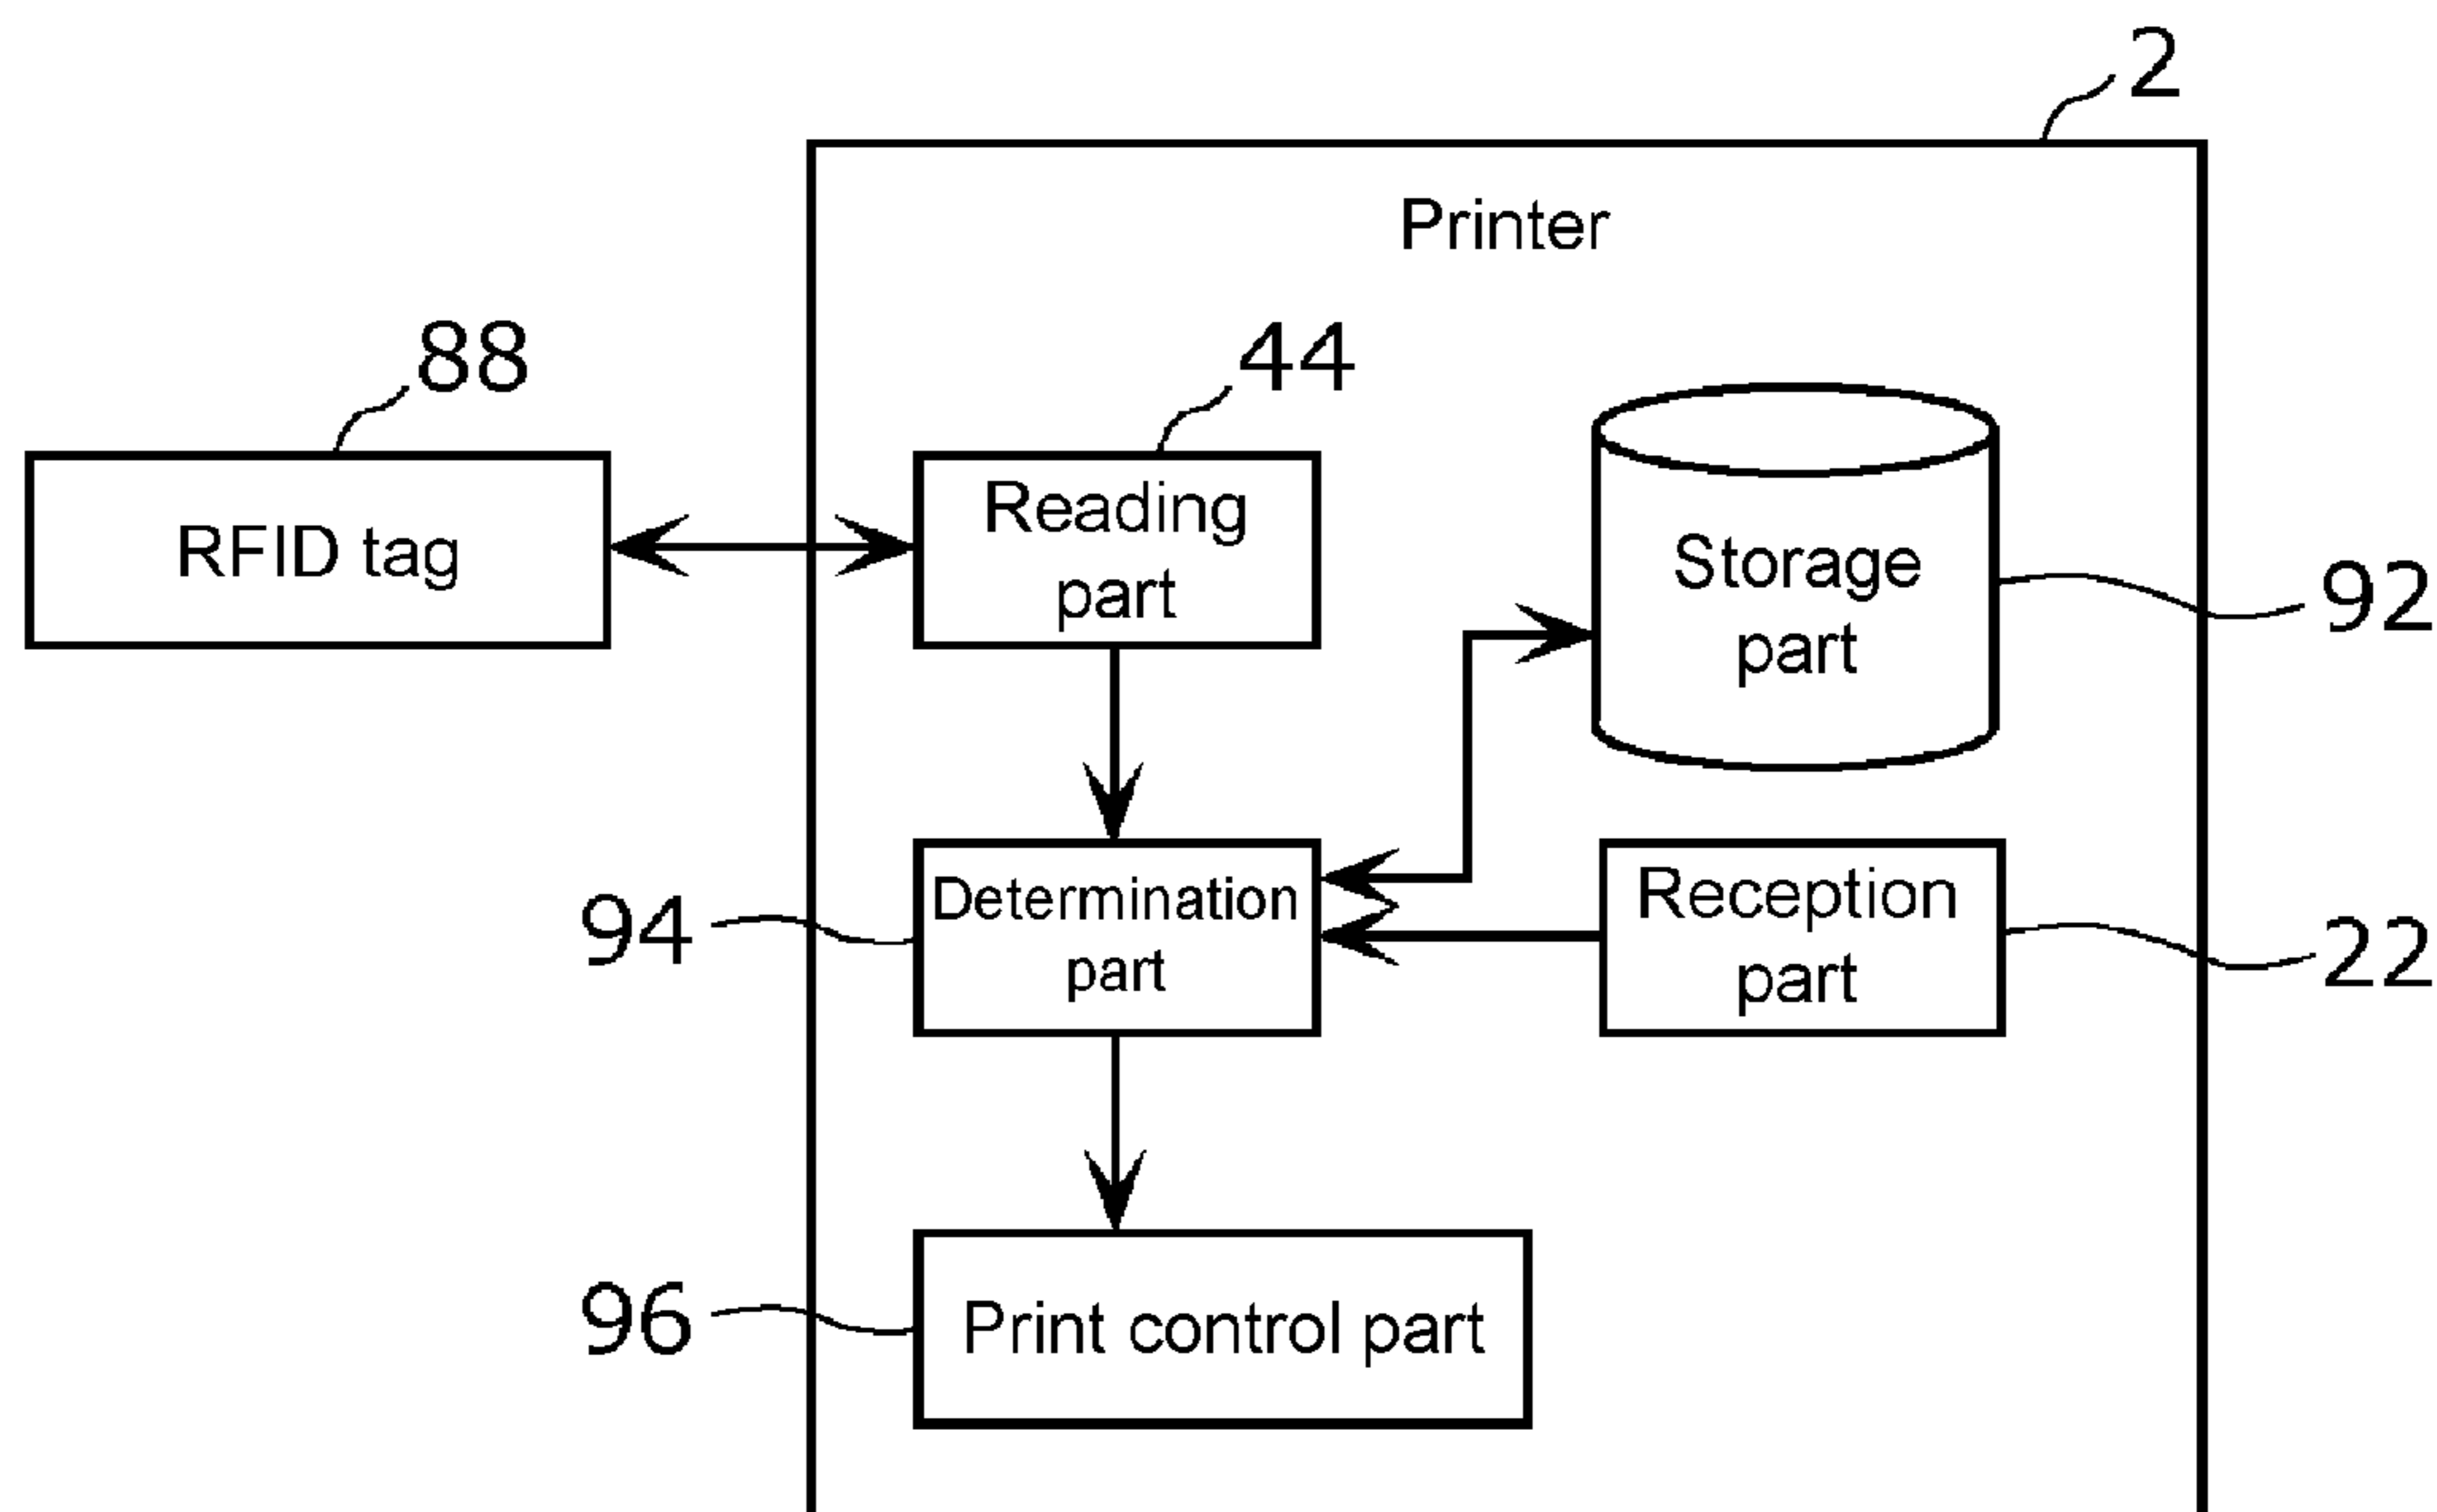 2
Printer
88
44
RFID tag
Reading
part
Storage
part
92
94
Determination
part
Reception
part
22
96
Print control part